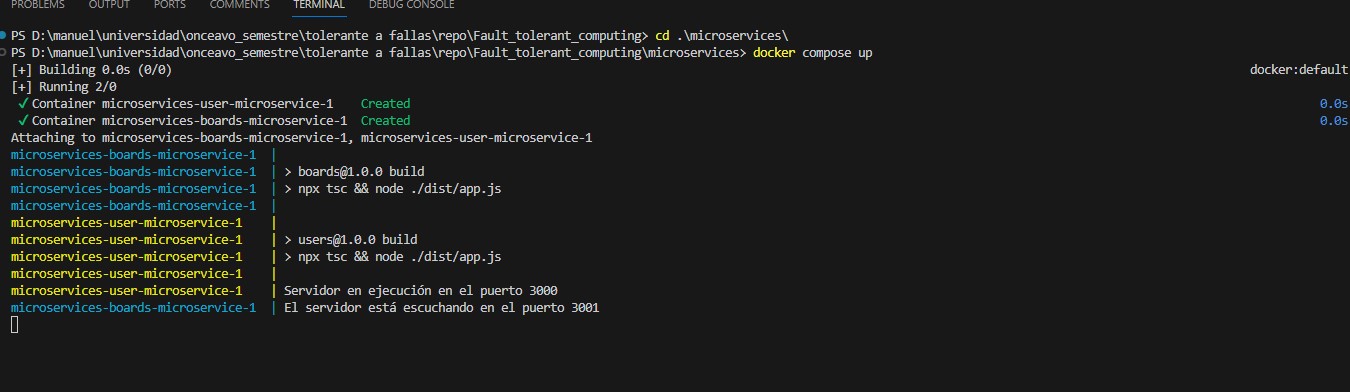 PROBLEMS OUTPUT PORTS COMMENTS TERMINAL DEBUG CONSOLE
PS D:\manuel\universidad\onceavo_semestre\tolerante a fallas\repo\Fault_tolerant_computing> cd .\microservices\
PS D:\manuel\universidad\onceavo_semestre\tolerante a fallas\repo\Fault_tolerant_computing\microservices> docker compose up
[+] Building 0.0s (0/0) docker:default
[+] Running 2/0
✓ Container microservices-user-microservice-1 Created 0.0s
✓ Container microservices-boards-microservice-1 Created 0.0s
Attaching to microservices-boards-microservice-1, microservices-user-microservice-1
microservices-boards-microservice-1 |
microservices-boards-microservice-1 | > boards@1.0.0 build
microservices-boards-microservice-1 | > npx tsc && node ./dist/app.js
microservices-boards-microservice-1 |
microservices-user-microservice-1 |
microservices-user-microservice-1 | > users@1.0.0 build
microservices-user-microservice-1 | > npx tsc && node ./dist/app.js
microservices-user-microservice-1 |
microservices-user-microservice-1 | Servidor en ejecución en el puerto 3000
microservices-boards-microservice-1 | El servidor está escuchando en el puerto 3001